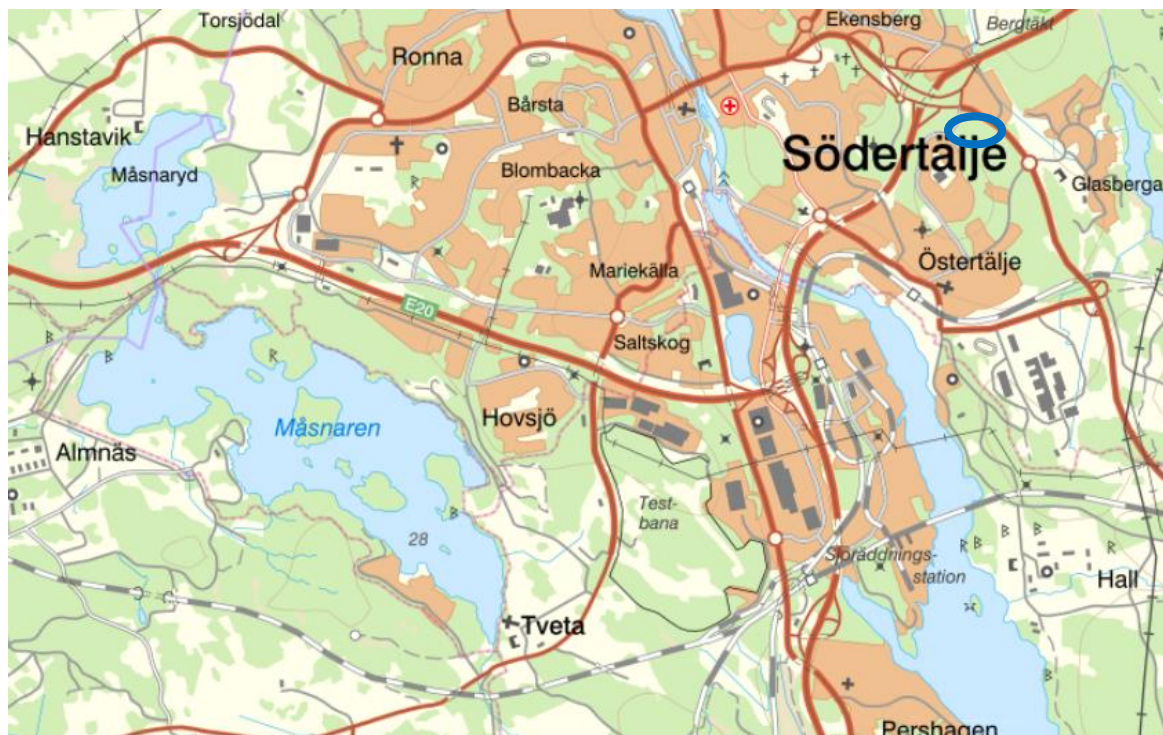 Torsjödal
Ekensberg
Bergtäkt
Ronna
Bårsta
Hanstavik
Södertälje
Måsnaryd
Blombacka
Glasberga
Östertälje
Mariekälla
E20
Saltskog
Hovsjö
Måsnaren
Almnäs
Test-
bana
28
Sjöräddnings-
station
Hall
Tveta
Pershagen